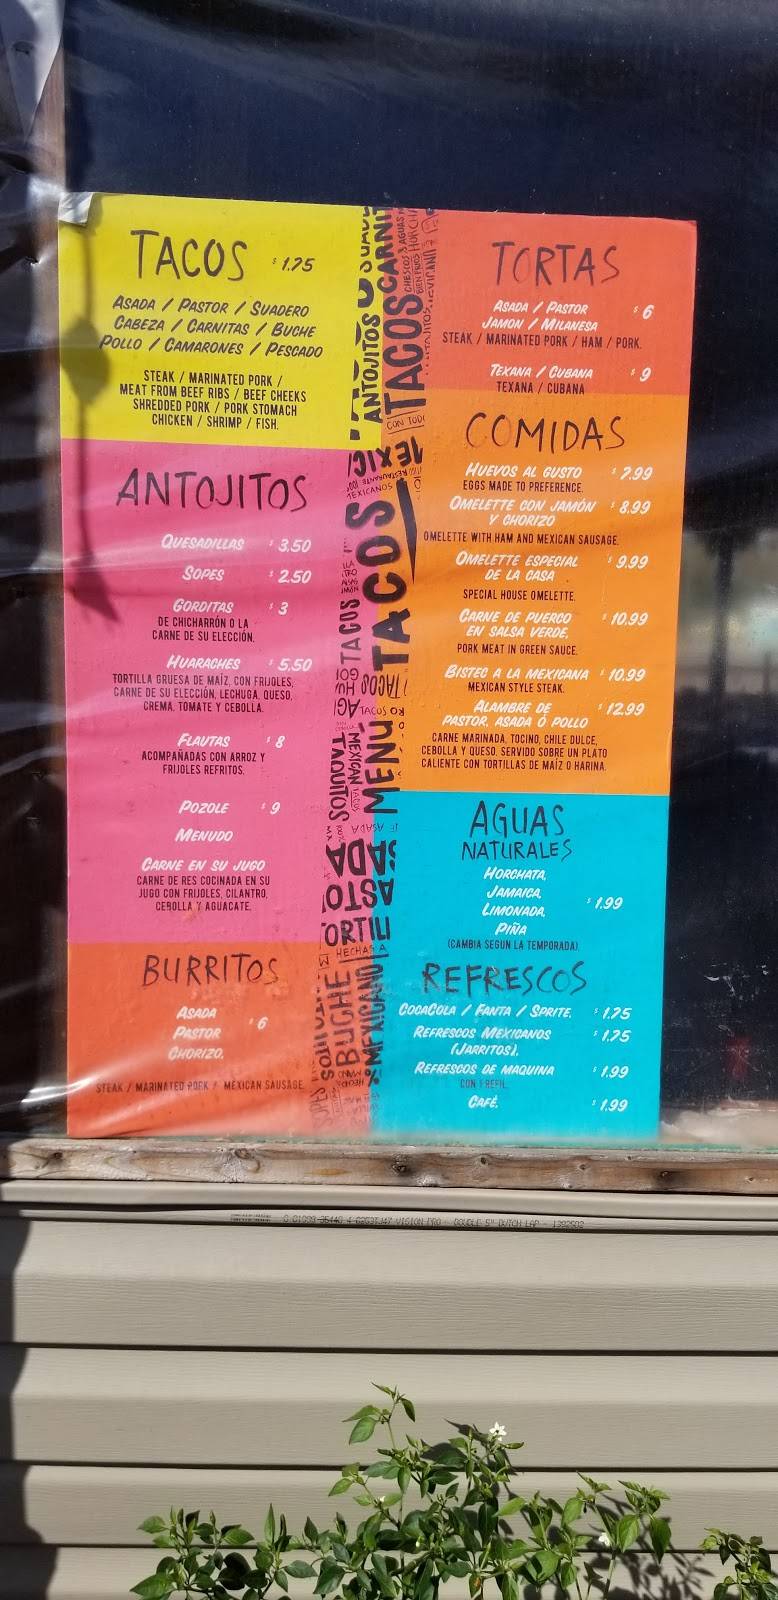 TACOS $1.75
ASADA / PASTOR / SUADERO
CABEZA / CARNITAS / BUCHE
POLLO / CAMARONES / PESCADO
STEAK / MARINATED PORK /
MEAT FROM BEEF RIBS / BEEF CHEEKS
SHREDDED PORK / PORK STOMACH
CHICKEN / SHRIMP / FISH.
ANTOJITOS
QUESADILLAS $3.50
SOPES $2.50
GORDITAS $3
DE CHICHARRÓN O LA
CARNE DE SU ELECCIÓN.
HUARACHES $5.50
TORTILLA GRUESA DE MAÍZ, CON FRIJOLES,
CARNE DE SU ELECCIÓN, LECHUGA, QUESO,
CREMA, TOMATE Y CEBOLLA.
FLAUTAS $8
ACOMPAÑADAS CON ARROZ Y
FRIJOLES REFRITOS.
POZOLE $9
MENUDO
CARNE EN SU JUGO
CARNE DE RES COCINADA EN SU
JUGO CON FRIJOLES, CILANTRO,
CEBOLLA Y AGUACATE.
BURRITOS
ASADA
PASTOR $6
CHORIZO.
STEAK / MARINATED PORK / MEXICAN SAUSAGE.
TACOS
ANTOJITOS
TACOS
MENÚ
BUCHE
MEXICANO
TORTAS
ASADA / PASTOR $6
JAMON / MILANESA
STEAK / MARINATED PORK / HAM / PORK.
TEXANA / CUBANA $9
TEXANA / CUBANA
COMIDAS
HUEVOS AL GUSTO $7.99
EGGS MADE TO PREFERENCE.
OMELETTE CON JAMÓN $8.99
Y CHORIZO
OMELETTE WITH HAM AND MEXICAN SAUSAGE.
OMELETTE ESPECIAL $9.99
DE LA CASA
SPECIAL HOUSE OMELETTE.
CARNE DE PUERCO $10.99
EN SALSA VERDE.
PORK MEAT IN GREEN SAUCE.
BISTEC A LA MEXICANA $10.99
MEXICAN STYLE STEAK.
ALAMBRE DE $12.99
PASTOR, ASADA O POLLO
CARNE MARINADA, TOCINO, CHILE DULCE,
CEBOLLA Y QUESO. SERVIDO SOBRE UN PLATO
CALIENTE CON TORTILLAS DE MAÍZ O HARINA.
AGUAS
NATURALES
HORCHATA,
JAMAICA,
LIMONADA, $1.99
PIÑA
(CAMBIA SEGUN LA TEMPORADA).
REFRESCOS
COCACOLA / FANTA / SPRITE. $1.75
REFRESCOS MEXICANOS $1.75
(JARRITOS).
REFRESCOS DE MAQUINA $1.99
CON 1 REFIL.
CAFÉ. $1.99